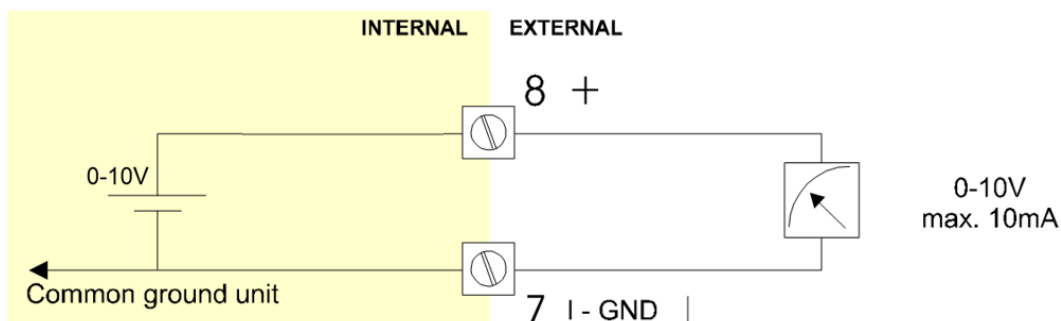 INTERNAL EXTERNAL
8 +
0-10V
0-10V
max. 10mA
Common ground unit
7 I - GND |